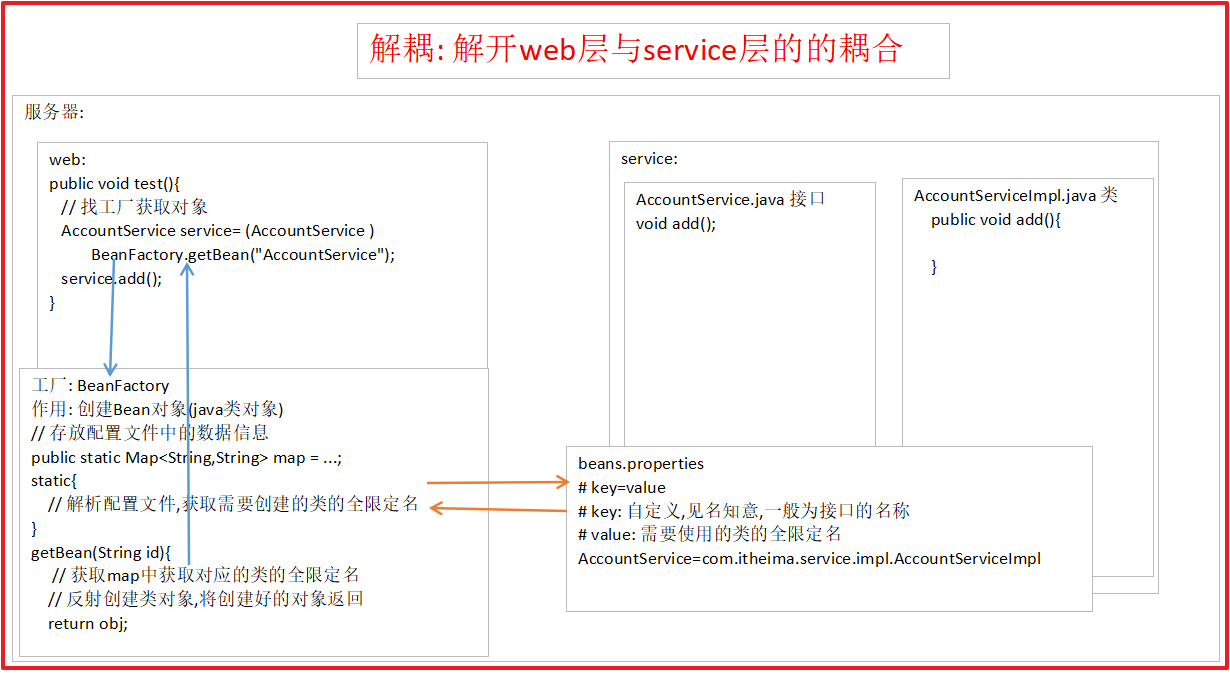 解耦: 解开web层与service层的的耦合
服务器:
web:
public void test(){
// 找工厂获取对象
AccountService service= (AccountService )
BeanFactory.getBean("AccountService");
service.add();
}
工厂: BeanFactory
作用: 创建Bean对象(java类对象)
// 存放配置文件中的数据信息
public static Map<String,String> map = ...;
static{
// 解析配置文件,获取需要创建的类的全限定名
}
getBean(String id){
// 获取map中获取对应的类的全限定名
// 反射创建类对象,将创建好的对象返回
return obj;
service:
AccountService.java 接口
void add();
AccountServiceImpl.java 类
public void add(){
}
beans.properties
# key=value
# key: 自定义,见名知意,一般为接口的名称
# value: 需要使用的类的全限定名
AccountService=com.itheima.service.impl.AccountServiceImpl